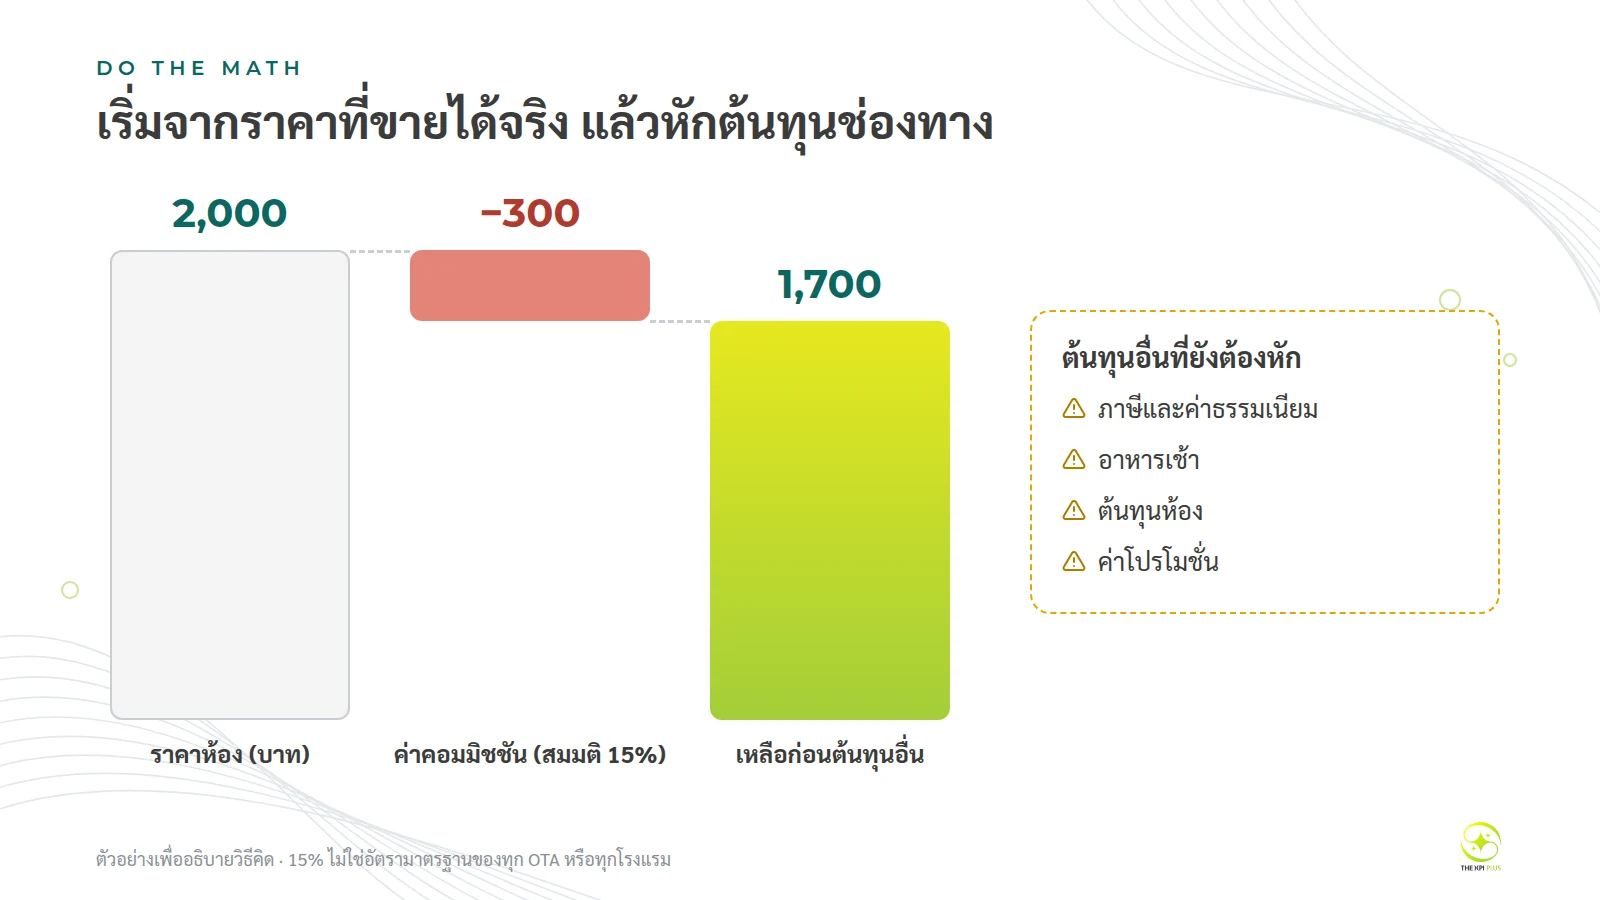 DO THE MATH
เริ่มจากราคาที่ขายได้จริง แล้วหักต้นทุนช่องทาง
2,000
−300
1,700
ราคาห้อง (บาท)
ค่าคอมมิชชัน (สมมติ 15%)
เหลือก่อนต้นทุนอื่น
ต้นทุนอื่นที่ยังต้องหัก
ภาษีและค่าธรรมเนียม
อาหารเช้า
ต้นทุนห้อง
ค่าโปรโมชั่น
ตัวอย่างเพื่ออธิบายวิธีคิด · 15% ไม่ใช่อัตรามาตรฐานของทุก OTA หรือทุกโรงแรม
THE XPI PLUS